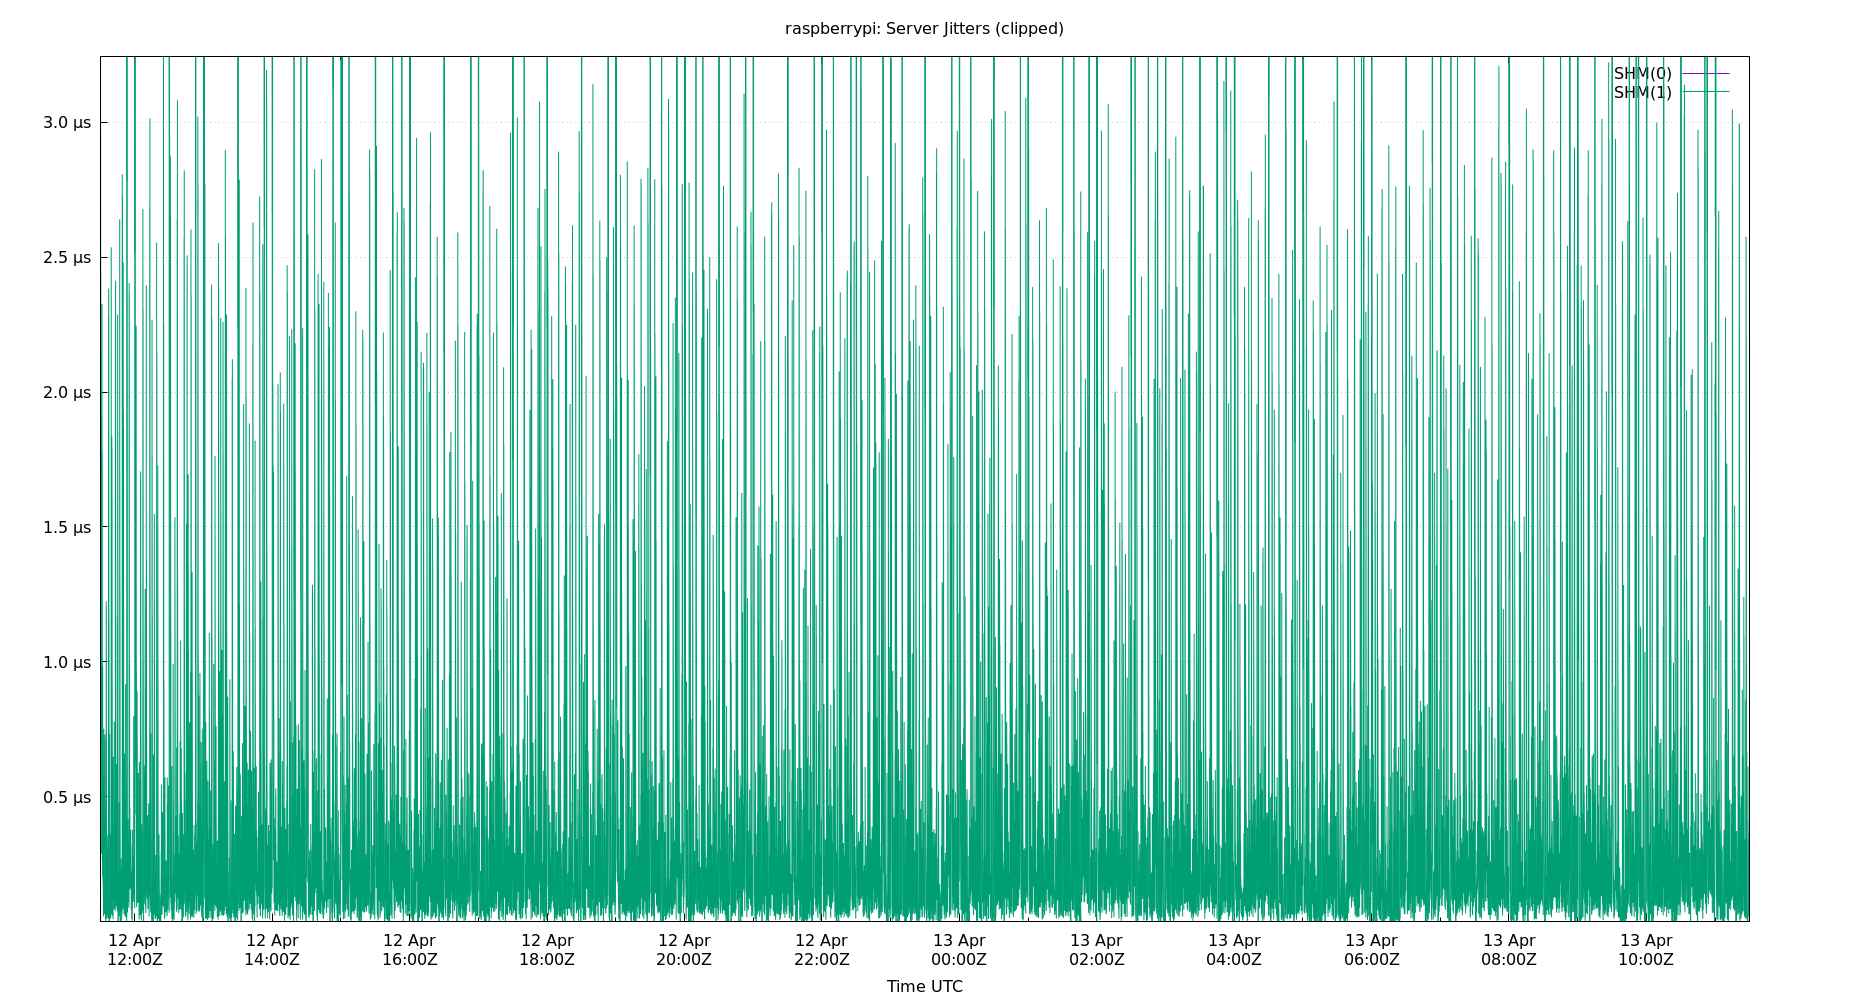 raspberrypi: Server Jitters (clipped)
SHM(0)
SHM(1)
3.0 µs
2.5 µs
2.0 µs
1.5 µs
1.0 µs
0.5 µs
12 Apr 12 Apr 12 Apr 12 Apr 12 Apr 12 Apr 13 Apr 13 Apr 13 Apr 13 Apr 13 Apr 13 Apr
12:00Z 14:00Z 16:00Z 18:00Z 20:00Z 22:00Z 00:00Z 02:00Z 04:00Z 06:00Z 08:00Z 10:00Z
Time UTC